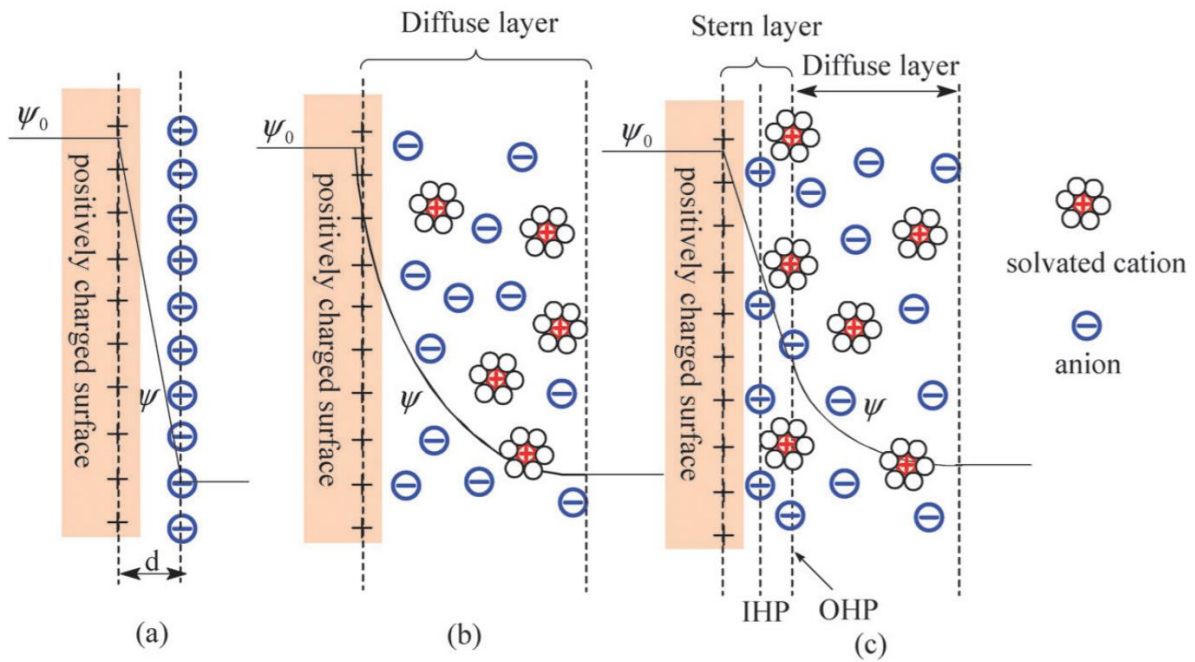 Diffuse layer
Stern layer
Diffuse layer
ψ₀
ψ₀
ψ₀
positively charged surface
positively charged surface
positively charged surface
ψ
ψ
ψ
solvated cation
anion
d
IHP
OHP
(a)
(b)
(c)